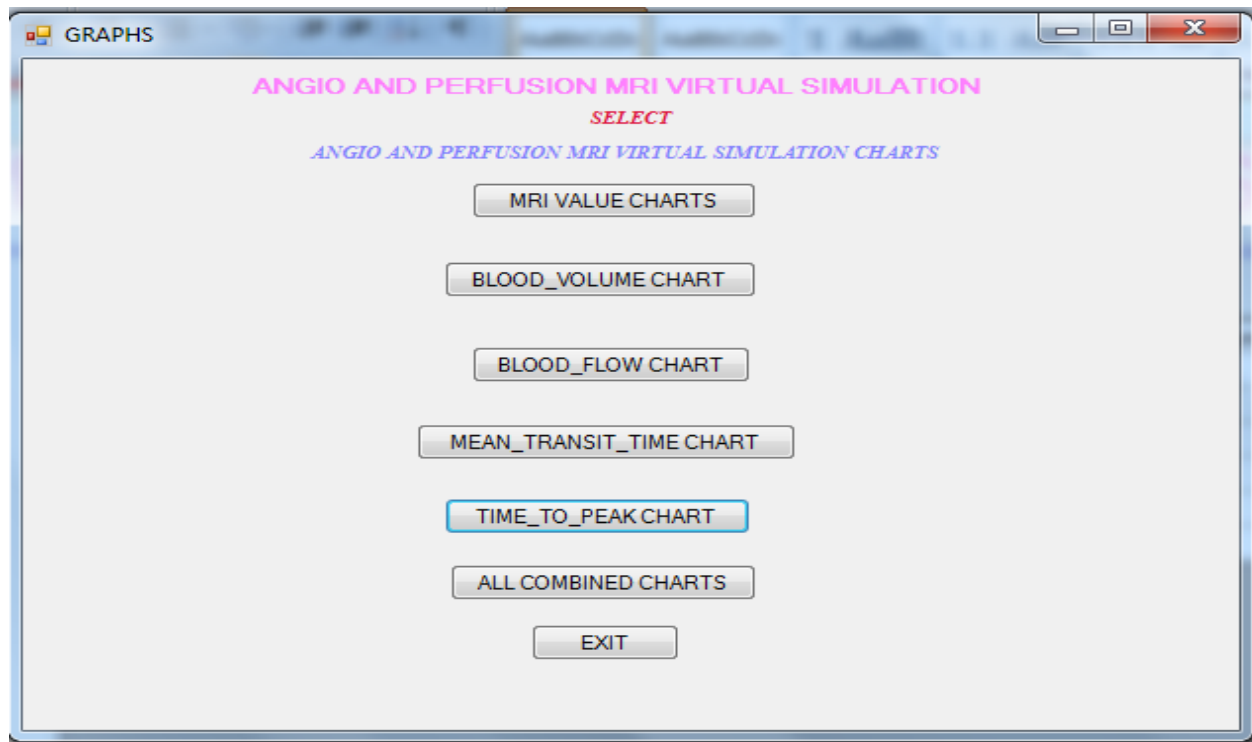 GRAPHS
ANGIO AND PERFUSION MRI VIRTUAL SIMULATION
SELECT
ANGIO AND PERFUSION MRI VIRTUAL SIMULATION CHARTS
MRI VALUE CHARTS
BLOOD_VOLUME CHART
BLOOD_FLOW CHART
MEAN_TRANSIT_TIME CHART
TIME_TO_PEAK CHART
ALL COMBINED CHARTS
EXIT